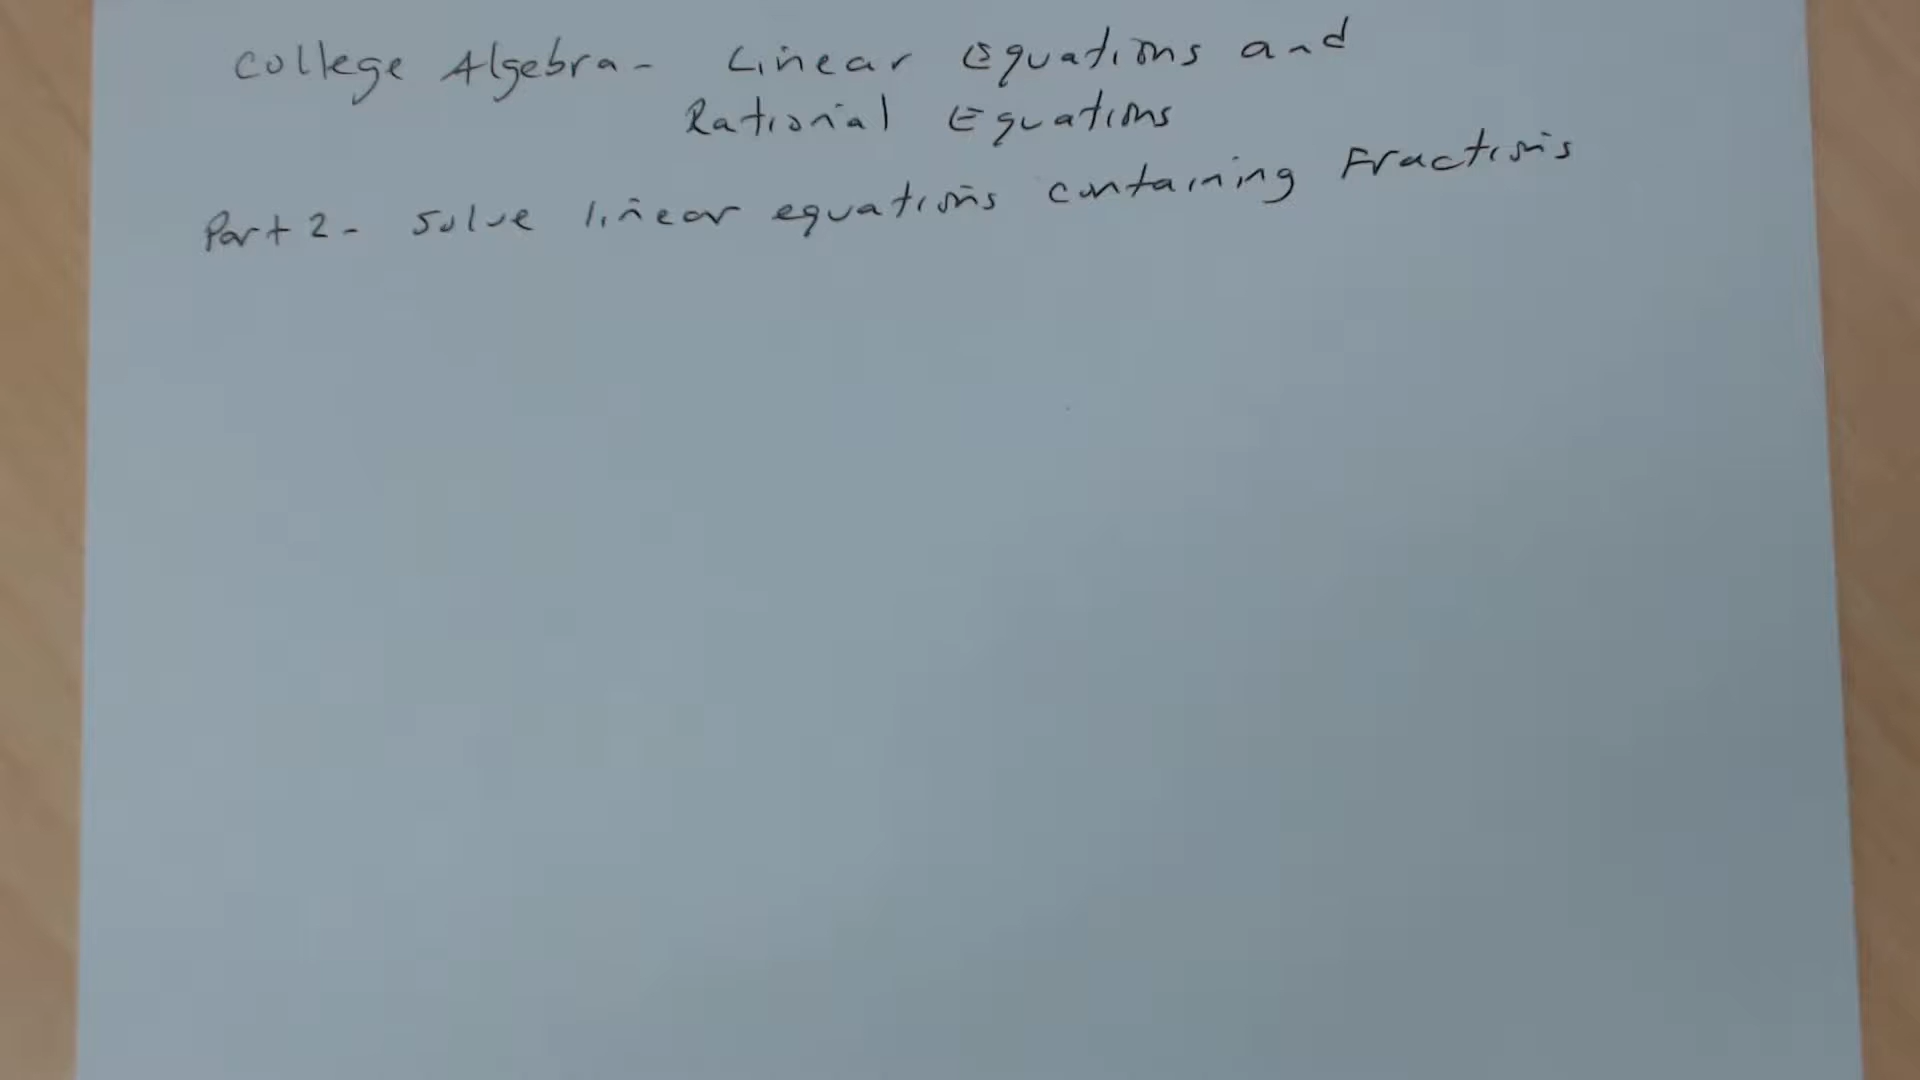 College Algebra - Linear Equations and
Rational Equations
Part 2 - solve linear equations containing Fractions